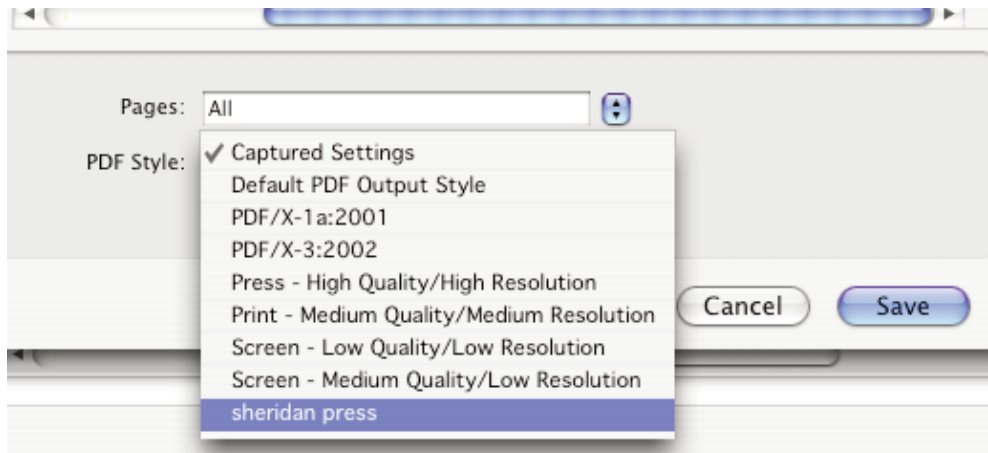 Pages: All
PDF Style: ✓ Captured Settings
Default PDF Output Style
PDF/X-1a:2001
PDF/X-3:2002
Press - High Quality/High Resolution
Print - Medium Quality/Medium Resolution
Cancel
Save
Screen - Low Quality/Low Resolution
Screen - Medium Quality/Low Resolution
sheridan press